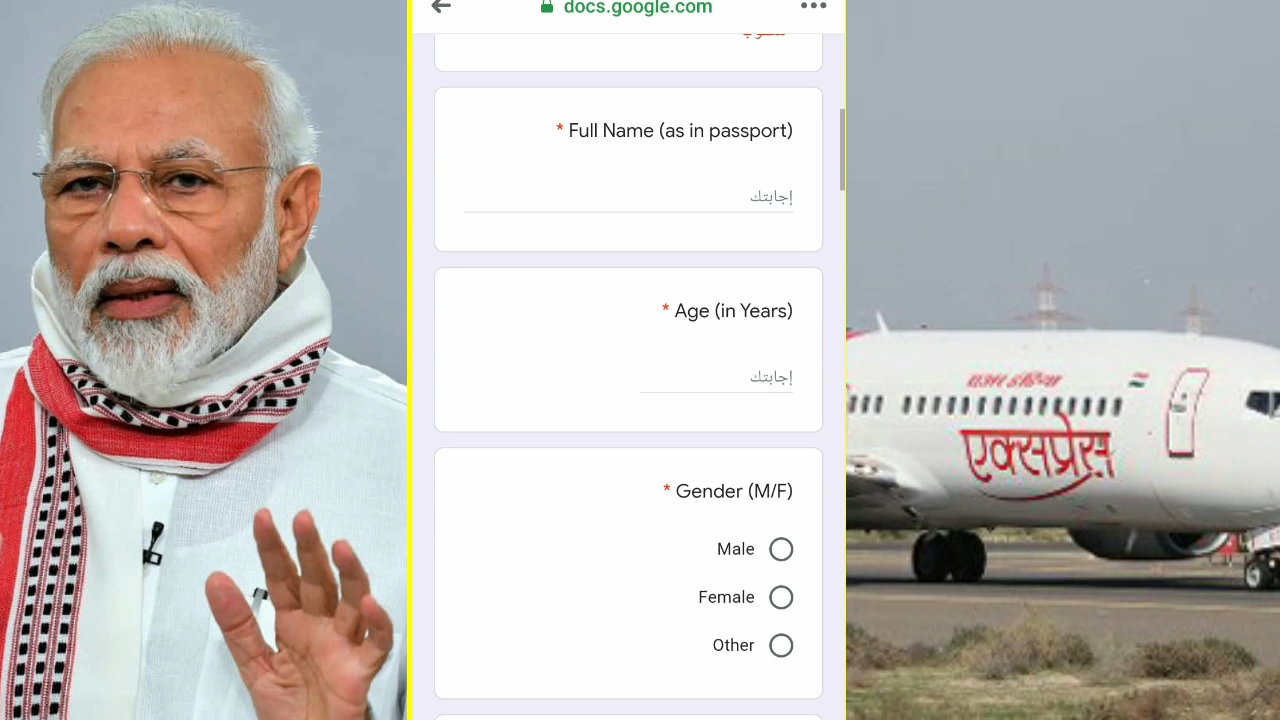 docs.google.com
* Full Name (as in passport)
إجابتك
* Age (in Years)
إجابتك
* Gender (M/F)
Male
Female
Other
एअर इंडिया
एक्सप्रेस